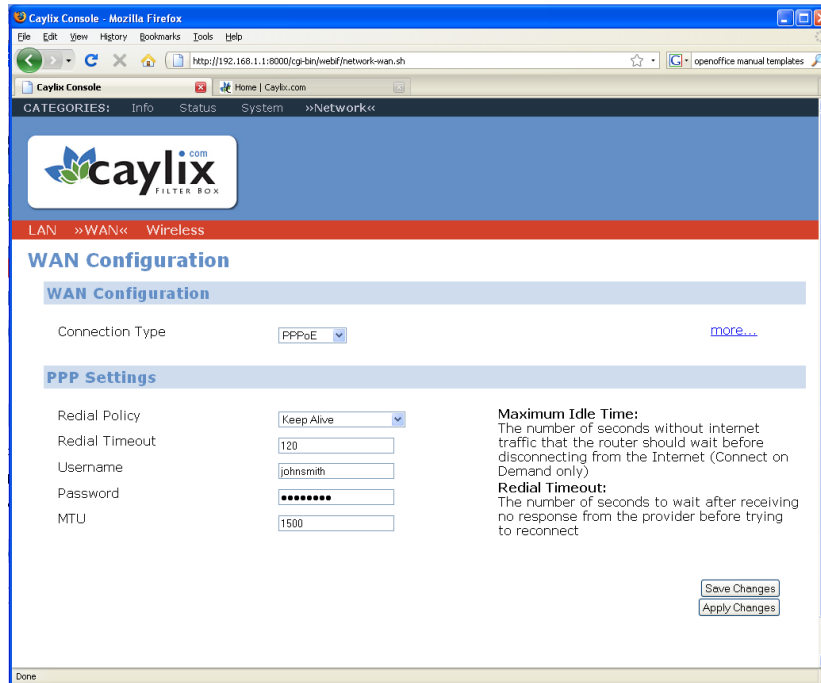 Caylix Console - Mozilla Firefox
File Edit View History Bookmarks Tools Help
http://192.168.1.1:8000/cgi-bin/webif/network-wan.sh
G openoffice manual templates
Caylix Console
Home | Caylix.com
CATEGORIES: Info Status System »Network«
caylix.com
FILTER BOX
LAN »WAN« Wireless
WAN Configuration
WAN Configuration
Connection Type PPPoE more...
PPP Settings
Redial Policy Keep Alive
Redial Timeout 120
Username johnsmith
Password ●●●●●●●●
MTU 1500
Maximum Idle Time:
The number of seconds without internet
traffic that the router should wait before
disconnecting from the Internet (Connect on
Demand only)
Redial Timeout:
The number of seconds to wait after receiving
no response from the provider before trying
to reconnect
Save Changes
Apply Changes
Done